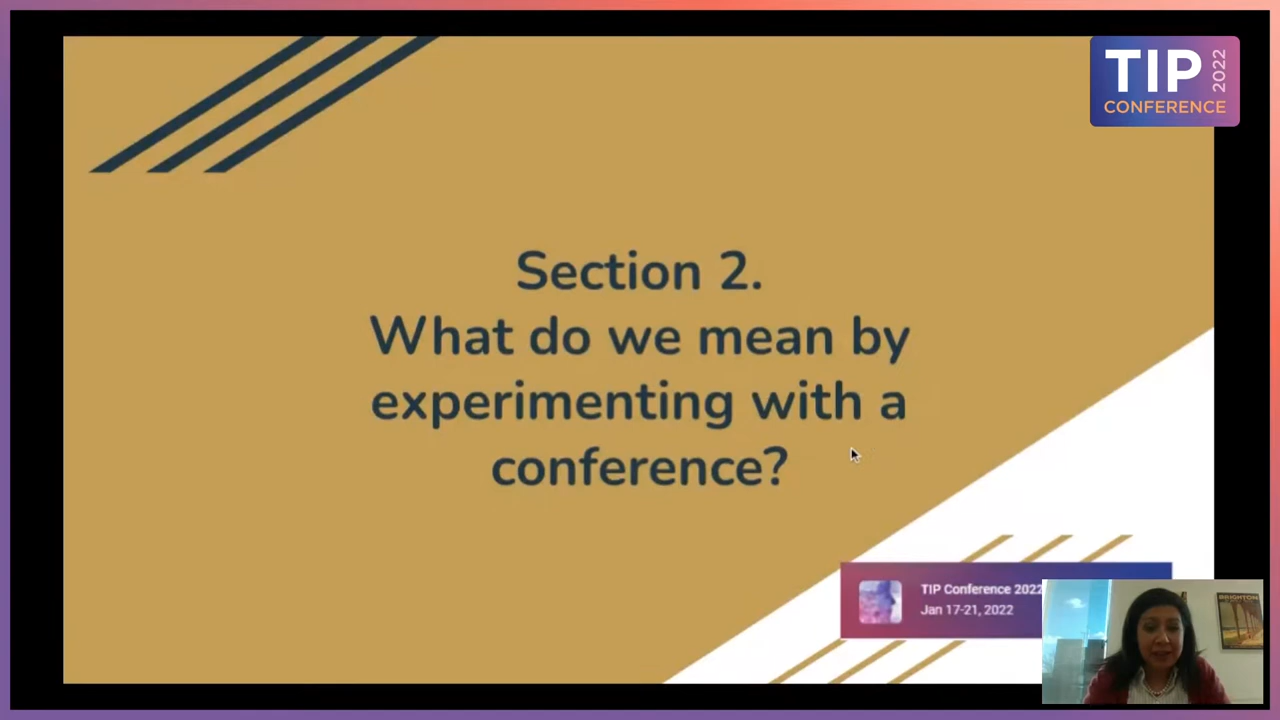 TIP 2022
CONFERENCE
Section 2.
What do we mean by
experimenting with a
conference?
TIP Conference 2022
Jan 17-21, 2022
BRIGHTON